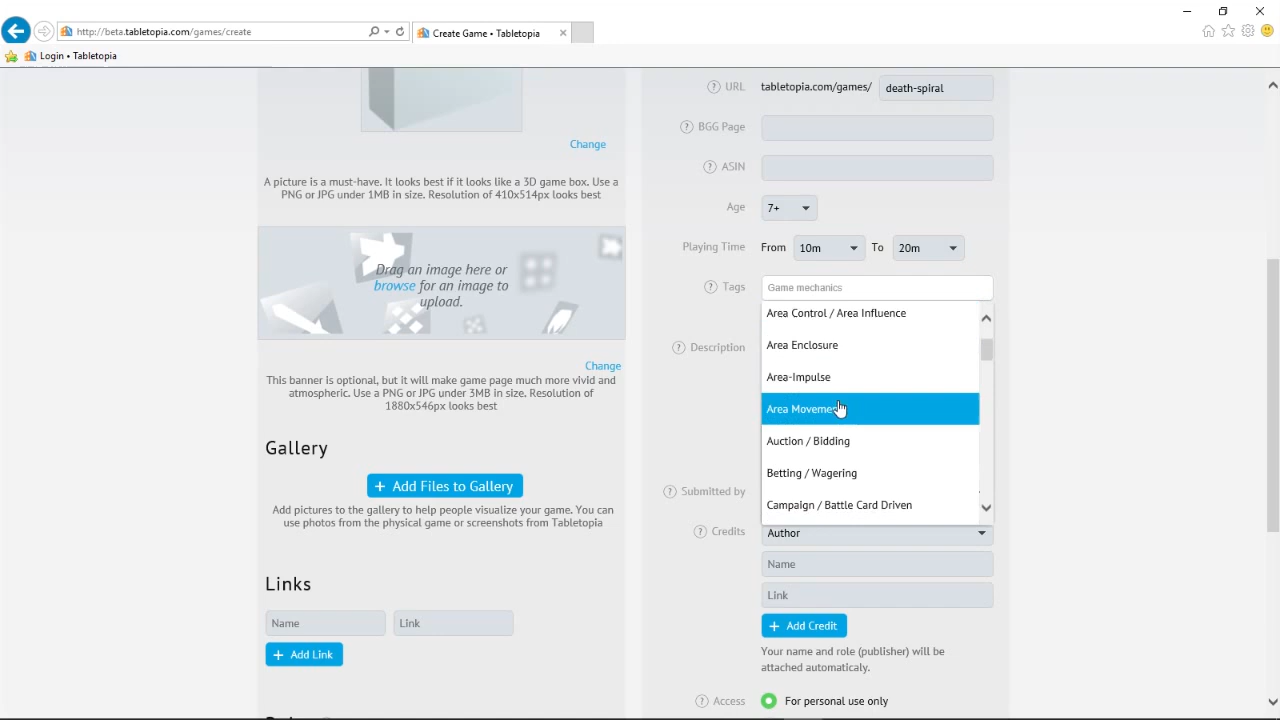 http://beta.tabletopia.com/games/create
Create Game • Tabletopia
Login • Tabletopia
Change
A picture is a must-have. It looks best if it looks like a 3D game box. Use a
PNG or JPG under 1MB in size. Resolution of 410x514px looks best
Drag an image here or
browse for an image to
upload.
Change
This banner is optional, but it will make game page much more vivid and
atmospheric. Use a PNG or JPG under 3MB in size. Resolution of
1880x546px looks best
Gallery
+ Add Files to Gallery
Add pictures to the gallery to help people visualize your game. You can
use photos from the physical game or screenshots from Tabletopia
Links
Name
Link
+ Add Link
? URL tabletopia.com/games/ death-spiral
? BGG Page
? ASIN
Age 7+
Playing Time From 10m To 20m
? Tags Game mechanics
Area Control / Area Influence
Area Enclosure
Area-Impulse
Area Moveme
Auction / Bidding
Betting / Wagering
Campaign / Battle Card Driven
? Description
? Submitted by
? Credits Author
Name
Link
+ Add Credit
Your name and role (publisher) will be
attached automaticaly.
? Access For personal use only